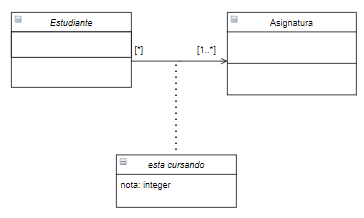 Estudiante
Asignatura
[*]
[1..*]
esta cursando
nota: integer